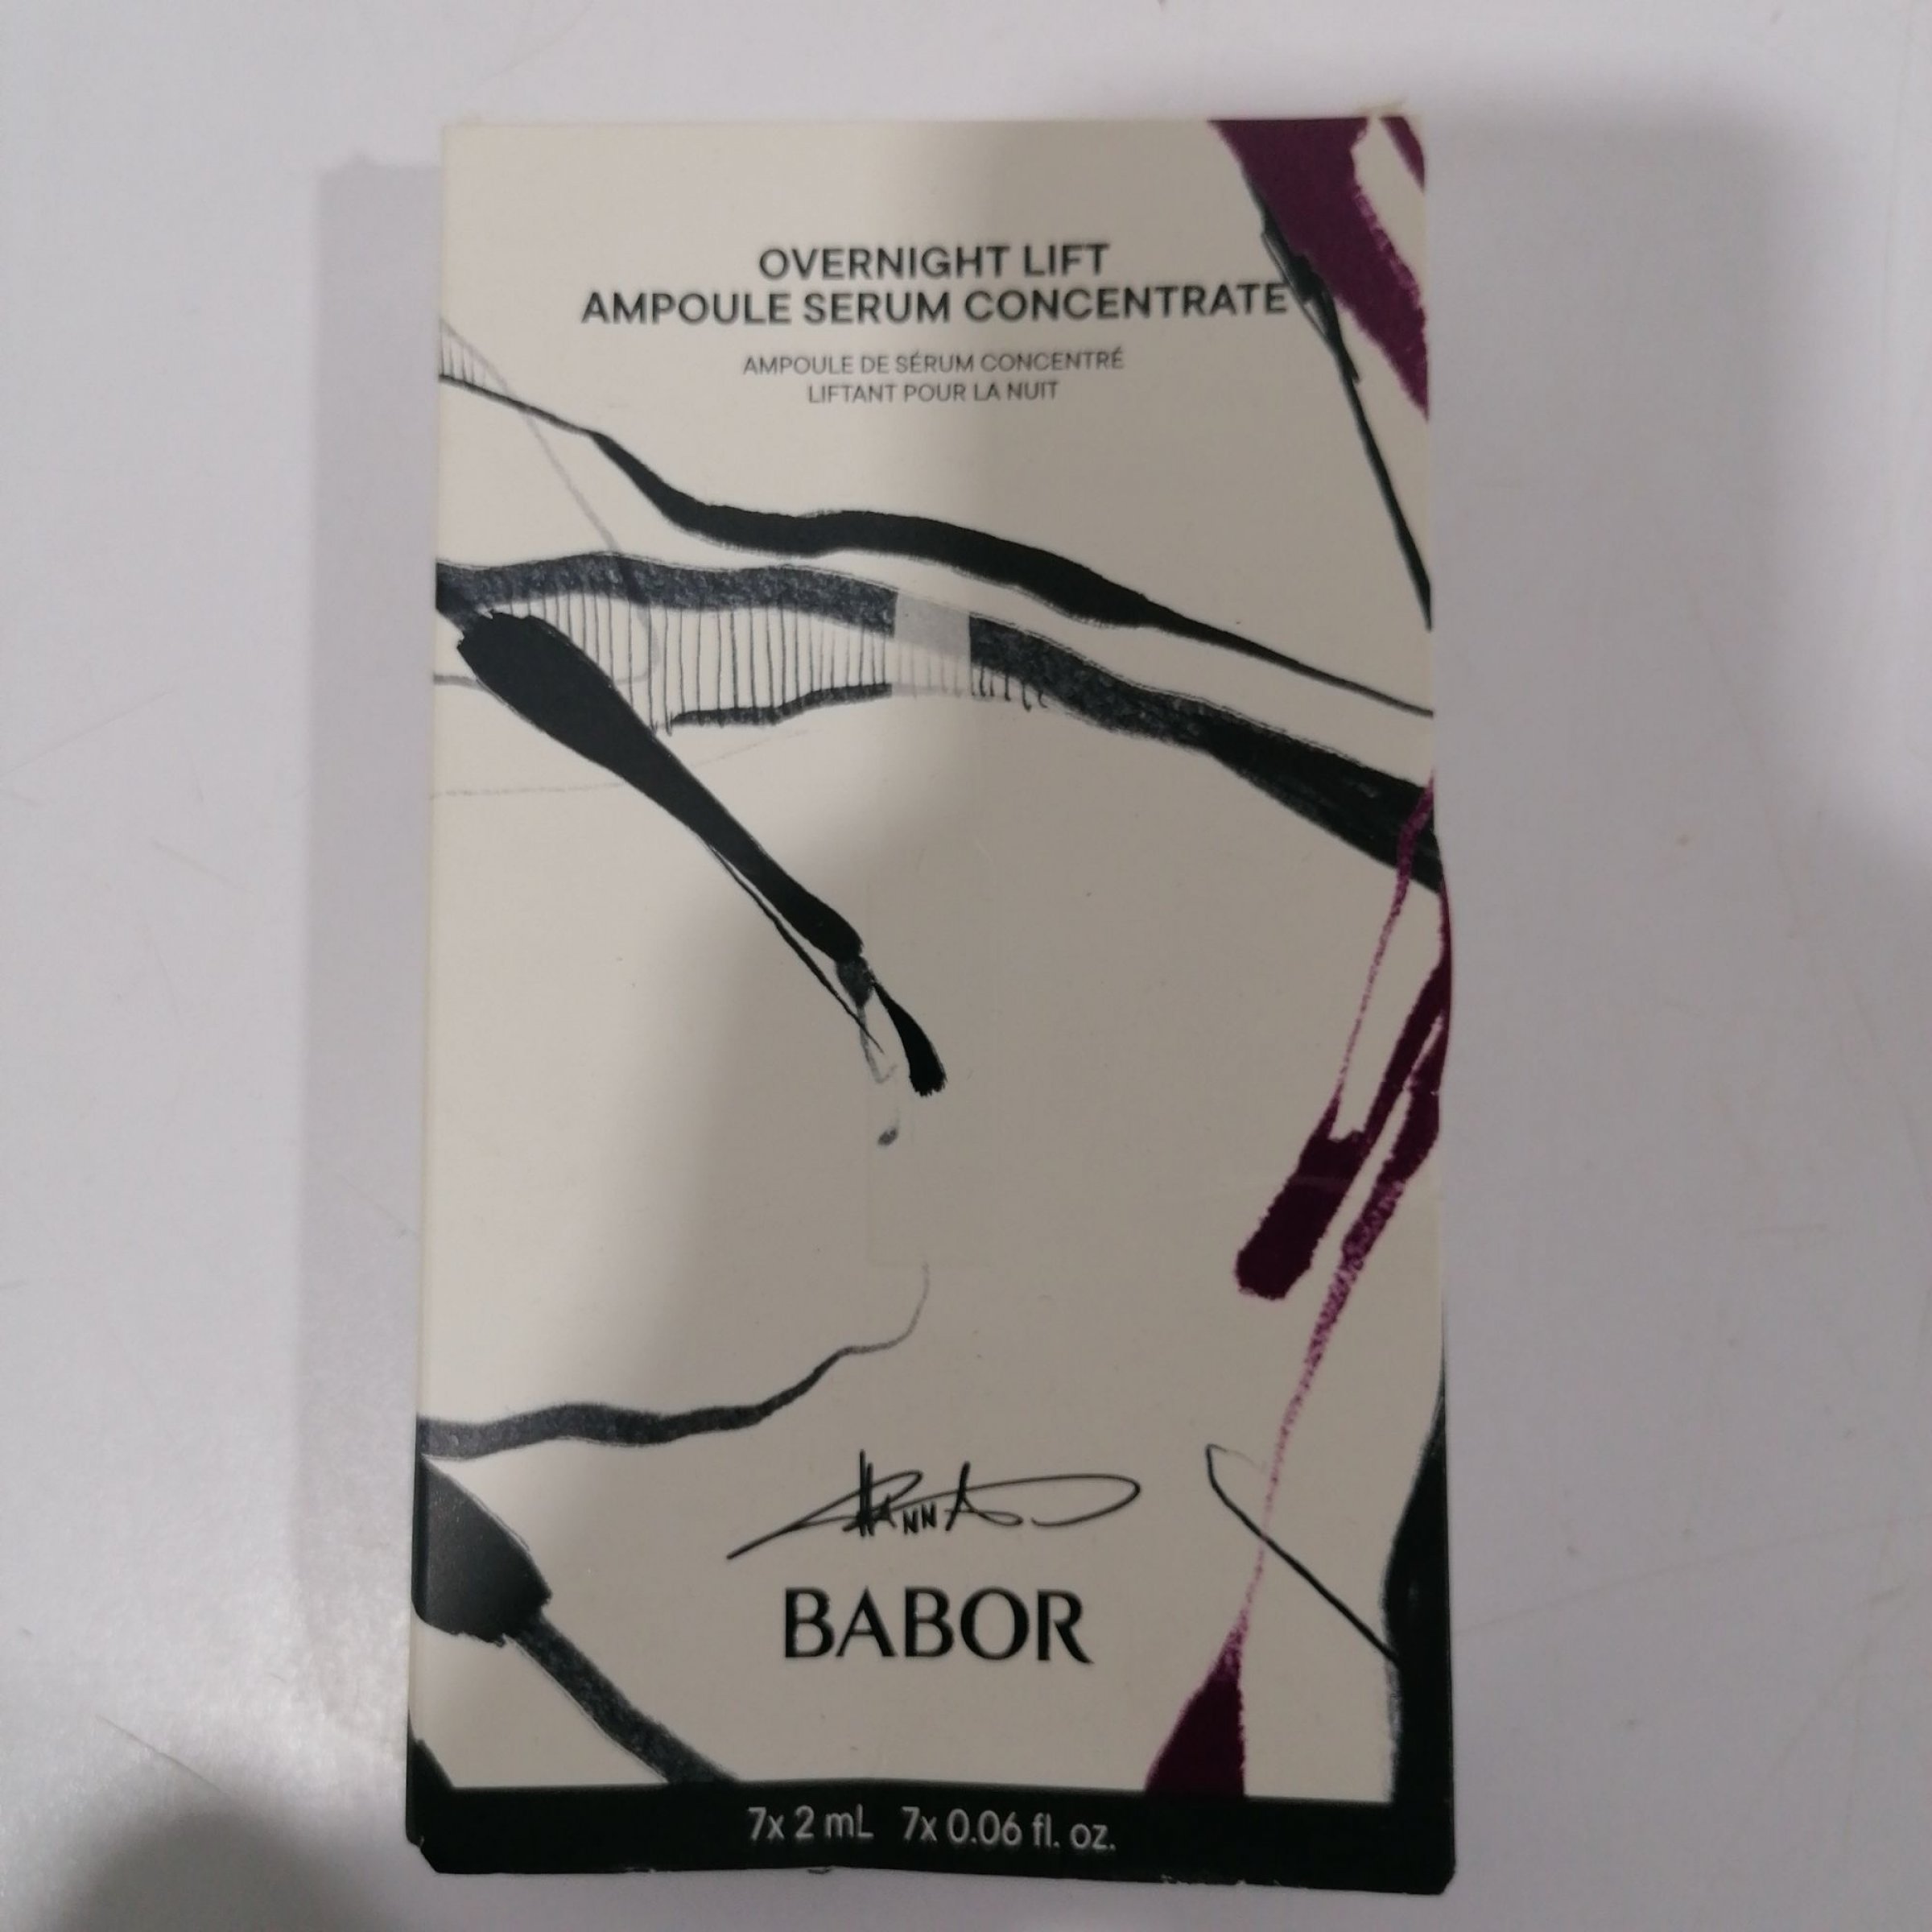 OVERNIGHT LIFT
AMPOULE SERUM CONCENTRATE
AMPOULE DE SÉRUM CONCENTRÉ
LIFTANT POUR LA NUIT
HANNA
BABOR
7x 2 mL 7x 0.06 fl. oz.